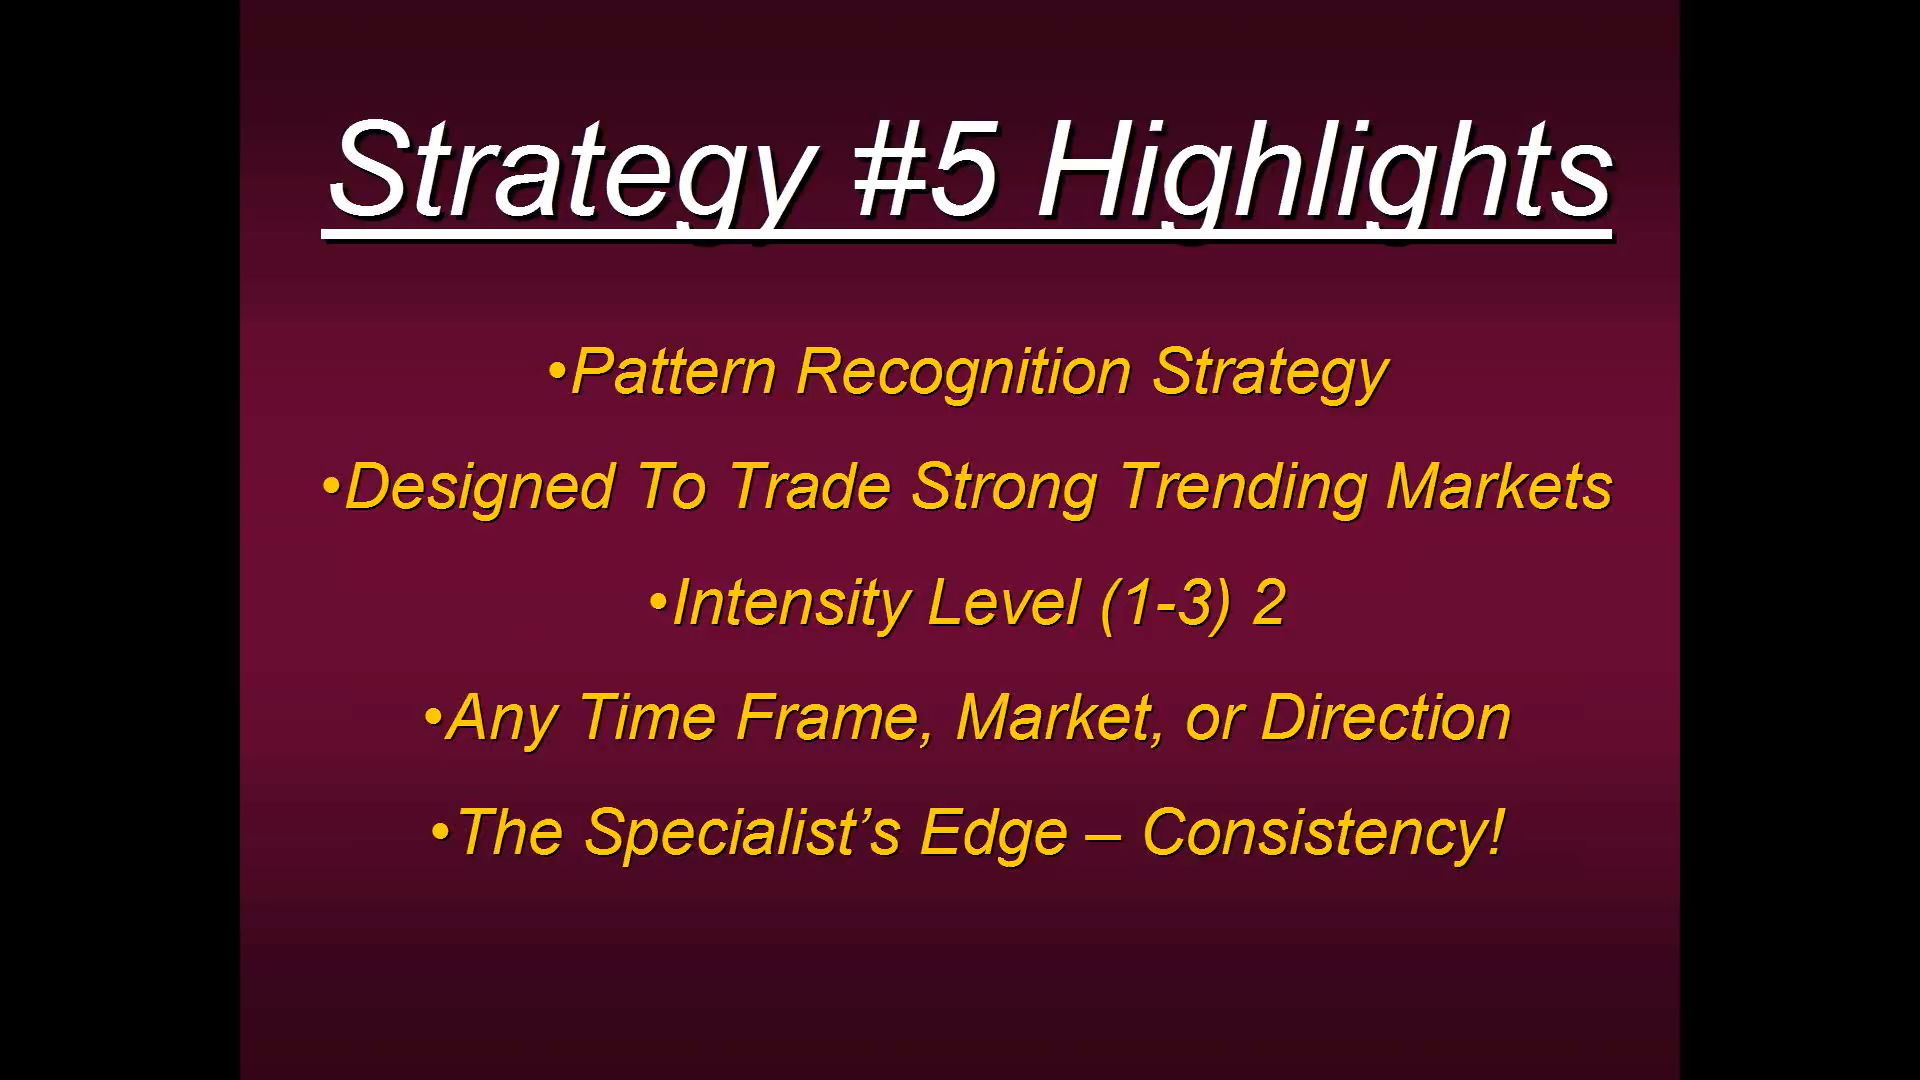 Strategy #5 Highlights
•Pattern Recognition Strategy
•Designed To Trade Strong Trending Markets
•Intensity Level (1-3) 2
•Any Time Frame, Market, or Direction
•The Specialist’s Edge – Consistency!